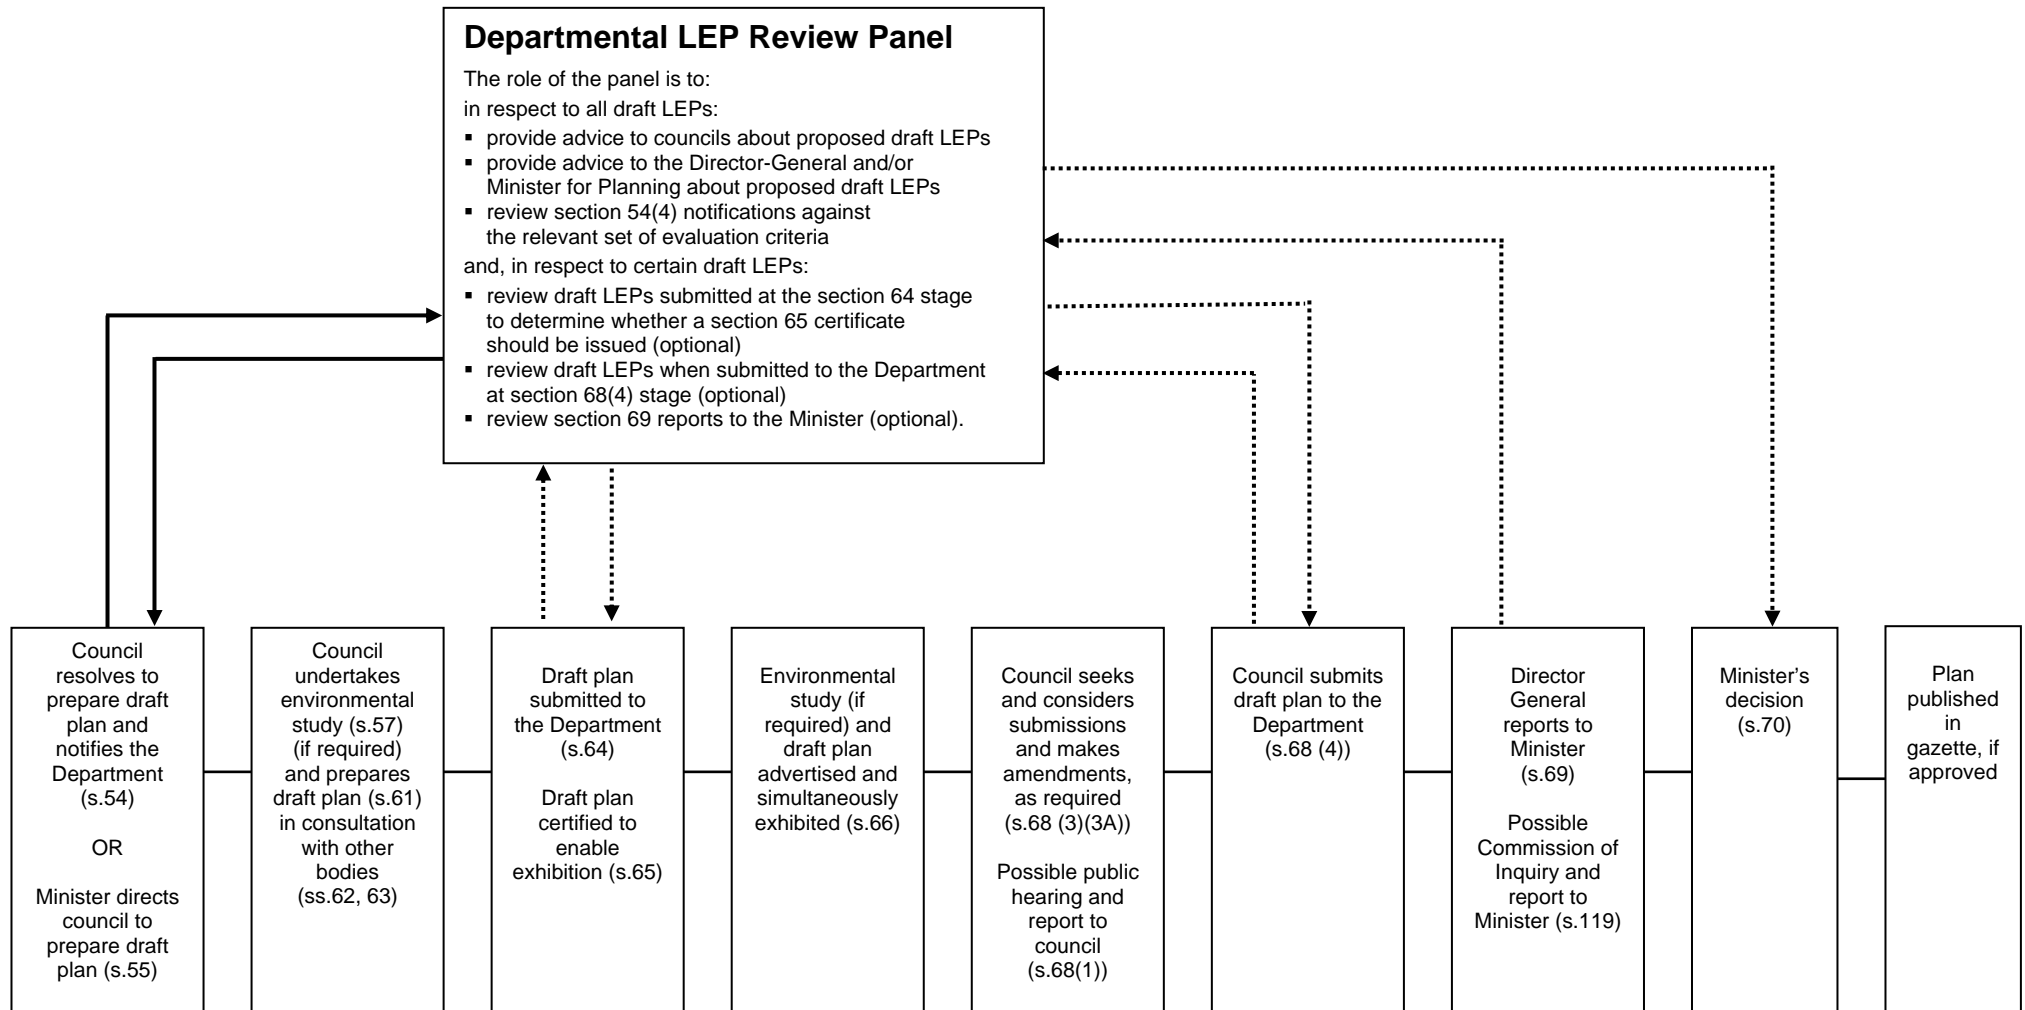 Departmental LEP Review Panel
The role of the panel is to:
in respect to all draft LEPs:
▪ provide advice to councils about proposed draft LEPs
▪ provide advice to the Director-General and/or
Minister for Planning about proposed draft LEPs
▪ review section 54(4) notifications against
the relevant set of evaluation criteria
and, in respect to certain draft LEPs:
▪ review draft LEPs submitted at the section 64 stage
to determine whether a section 65 certificate
should be issued (optional)
▪ review draft LEPs when submitted to the Department
at section 68(4) stage (optional)
▪ review section 69 reports to the Minister (optional).
Council
resolves to
prepare draft
plan and
notifies the
Department
(s.54)
OR
Minister directs
council to
prepare draft
plan (s.55)
Council
undertakes
environmental
study (s.57)
(if required)
and prepares
draft plan (s.61)
in consultation
with other
bodies
(ss.62, 63)
Draft plan
submitted to
the Department
(s.64)
Draft plan
certified to
enable
exhibition (s.65)
Environmental
study (if
required) and
draft plan
advertised and
simultaneously
exhibited (s.66)
Council seeks
and considers
submissions
and makes
amendments,
as required
(s.68 (3)(3A))
Possible public
hearing and
report to
council
(s.68(1))
Council submits
draft plan to the
Department
(s.68 (4))
Director
General
reports to
Minister
(s.69)
Possible
Commission of
Inquiry and
report to
Minister (s.119)
Minister’s
decision
(s.70)
Plan
published
in
gazette, if
approved